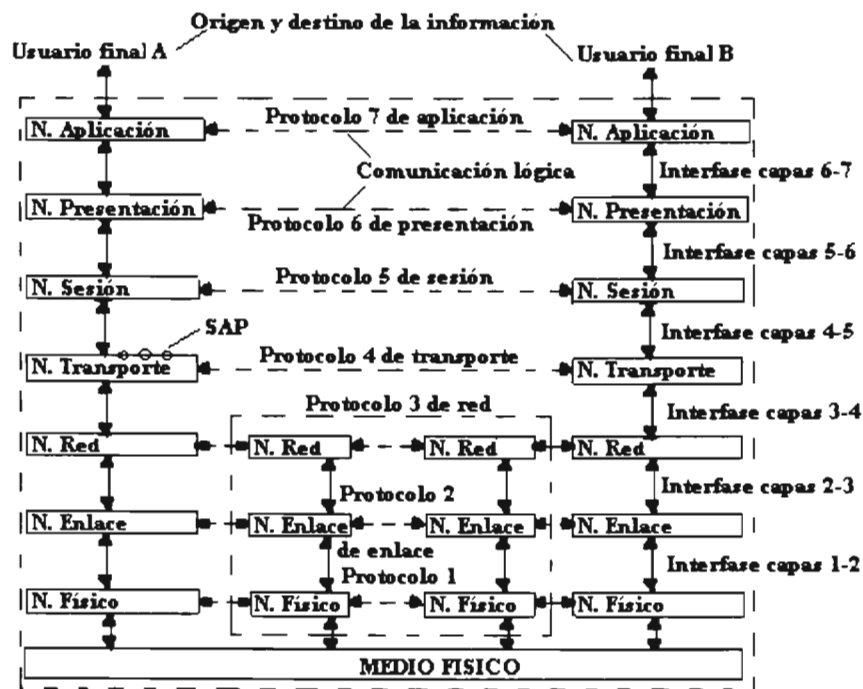 Origen y destino de la información
Usuario final A
Usuario final B
N. Aplicación
Protocolo 7 de aplicación
N. Aplicación
Comunicación lógica
Interfase capas 6-7
N. Presentación
Protocolo 6 de presentación
N. Presentación
Interfase capas 5-6
N. Sesión
Protocolo 5 de sesión
N. Sesión
SAP
Interfase capas 4-5
N. Transporte
Protocolo 4 de transporte
N. Transporte
Protocolo 3 de red
Interfase capas 3-4
N. Red
N. Red
N. Red
N. Red
Protocolo 2
Interfase capas 2-3
N. Enlace
N. Enlace
N. Enlace
N. Enlace
de enlace
Interfase capas 1-2
Protocolo 1
N. Físico
N. Físico
N. Físico
N. Físico
MEDIO FISICO